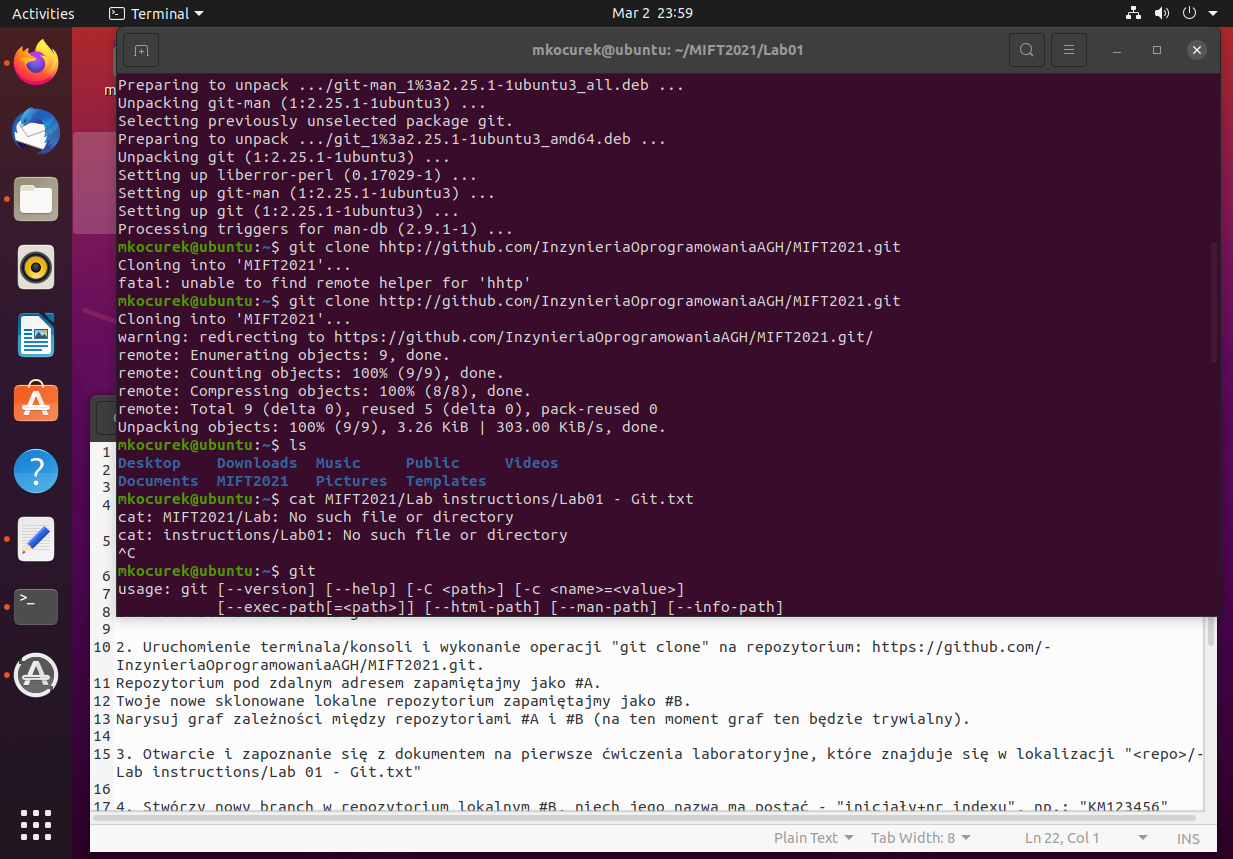 Activities
Terminal
Mar 2 23:59
mkocurek@ubuntu: ~/MIFT2021/Lab01
m
Preparing to unpack .../git-man_1%3a2.25.1-1ubuntu3_all.deb ...
Unpacking git-man (1:2.25.1-1ubuntu3) ...
Selecting previously unselected package git.
Preparing to unpack .../git_1%3a2.25.1-1ubuntu3_amd64.deb ...
Unpacking git (1:2.25.1-1ubuntu3) ...
Setting up liberror-perl (0.17029-1) ...
Setting up git-man (1:2.25.1-1ubuntu3) ...
Setting up git (1:2.25.1-1ubuntu3) ...
Processing triggers for man-db (2.9.1-1) ...
mkocurek@ubuntu:~$ git clone hhtp://github.com/InzynieriaOprogramowaniaAGH/MIFT2021.git
Cloning into 'MIFT2021'...
fatal: unable to find remote helper for 'hhtp'
mkocurek@ubuntu:~$ git clone http://github.com/InzynieriaOprogramowaniaAGH/MIFT2021.git
Cloning into 'MIFT2021'...
warning: redirecting to https://github.com/InzynieriaOprogramowaniaAGH/MIFT2021.git/
remote: Enumerating objects: 9, done.
remote: Counting objects: 100% (9/9), done.
remote: Compressing objects: 100% (8/8), done.
remote: Total 9 (delta 0), reused 5 (delta 0), pack-reused 0
Unpacking objects: 100% (9/9), 3.26 KiB | 303.00 KiB/s, done.
mkocurek@ubuntu:~$ ls
Desktop Downloads Music Public Videos
Documents MIFT2021 Pictures Templates
mkocurek@ubuntu:~$ cat MIFT2021/Lab instructions/Lab01 - Git.txt
cat: MIFT2021/Lab: No such file or directory
cat: instructions/Lab01: No such file or directory
^C
mkocurek@ubuntu:~$ git
usage: git [--version] [--help] [-C <path>] [-c <name>=<value>]
[--exec-path[=<path>]] [--html-path] [--man-path] [--info-path]
1
2
3
4
5
6
7
8
9
10 2. Uruchomienie terminala/konsoli i wykonanie operacji "git clone" na repozytorium: https://github.com/-
InzynieriaOprogramowaniaAGH/MIFT2021.git.
11 Repozytorium pod zdalnym adresem zapamiętajmy jako #A.
12 Twoje nowe sklonowane lokalne repozytorium zapamiętajmy jako #B.
13 Narysuj graf zależności między repozytoriami #A i #B (na ten moment graf ten będzie trywialny).
14
15 3. Otwarcie i zapoznanie się z dokumentem na pierwsze ćwiczenia laboratoryjne, które znajduje się w lokalizacji "<repo>/-
Lab instructions/Lab 01 - Git.txt"
16
17 4. Stwórzy nowy branch w repozytorium lokalnym #B, niech jego nazwa ma postać - "inicjały+nr indexu", np.: "KM123456"
Plain Text
Tab Width: 8
Ln 22, Col 1
INS